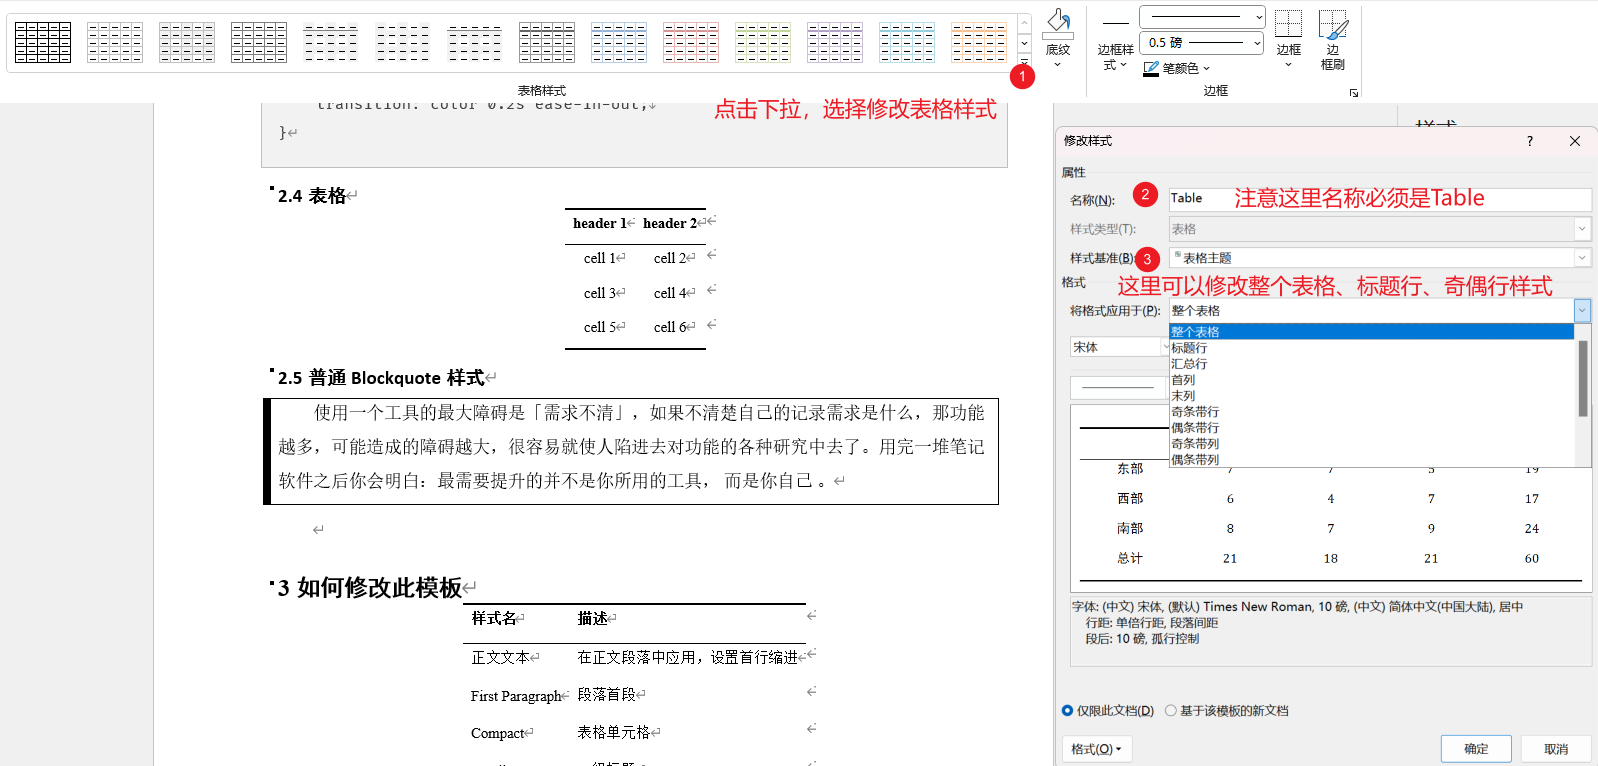 底纹
边框样式
0.5 磅
笔颜色
边框
边框刷
表格样式
边框
1
点击下拉，选择修改表格样式
transition: color 0.2s ease-in-out;
}
2.4 表格
header 1 header 2
cell 1 cell 2
cell 3 cell 4
cell 5 cell 6
2.5 普通 Blockquote 样式
使用一个工具的最大障碍是「需求不清」，如果不清楚自己的记录需求是什么，那功能
越多，可能造成的障碍越大，很容易就使人陷进去对功能的各种研究中去了。用完一堆笔记
软件之后你会明白：最需要提升的并不是你所用的工具， 而是你自己 。
3 如何修改此模板
样式名 描述
正文文本 在正文段落中应用，设置首行缩进
First Paragraph 段落首段
Compact 表格单元格
样式
修改样式 ?
属性
名称(N): 2 Table 注意这里名称必须是Table
样式类型(T): 表格
样式基准(B): 3 表格主题
格式
这里可以修改整个表格、标题行、奇偶行样式
将格式应用于(P): 整个表格
整个表格
宋体
标题行
汇总行
首列
末列
奇条带行
偶条带行
奇条带列
偶条带列
东部 7 7 5 19
西部 6 4 7 17
南部 8 7 9 24
总计 21 18 21 60
字体: (中文) 宋体, (默认) Times New Roman, 10 磅, (中文) 简体中文(中国大陆), 居中
行距: 单倍行距, 段落间距
段后: 10 磅, 孤行控制
仅限此文档(D) 基于该模板的新文档
格式(O) 确定 取消